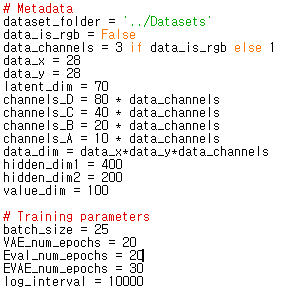 # Metadata
dataset_folder = '../Datasets'
data_is_rgb = False
data_channels = 3 if data_is_rgb else 1
data_x = 28
data_y = 28
latent_dim = 70
channels_D = 80 * data_channels
channels_C = 40 * data_channels
channels_B = 20 * data_channels
channels_A = 10 * data_channels
data_dim = data_x*data_y*data_channels
hidden_dim1 = 400
hidden_dim2 = 200
value_dim = 100
# Training parameters
batch_size = 25
VAE_num_epochs = 20
Eval_num_epochs = 20
EVAE_num_epochs = 30
log_interval = 10000